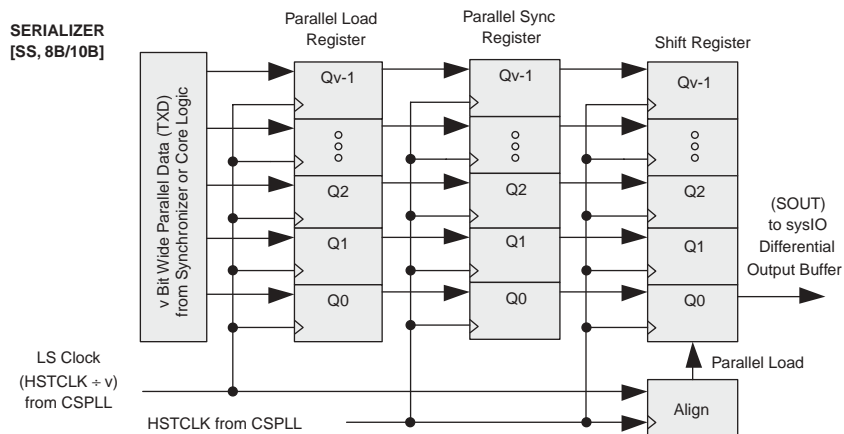 SERIALIZER
[SS, 8B/10B]
Parallel Load
Register
Parallel Sync
Register
Shift Register
v Bit Wide Parallel Data (TXD)
from Synchronizer or Core Logic
Qv-1
Q2
Q1
Q0
Qv-1
Q2
Q1
Q0
Qv-1
Q2
Q1
Q0
(SOUT)
to sysIO
Differential
Output Buffer
LS Clock
(HSTCLK ÷ v)
from CSPLL
HSTCLK from CSPLL
Parallel Load
Align